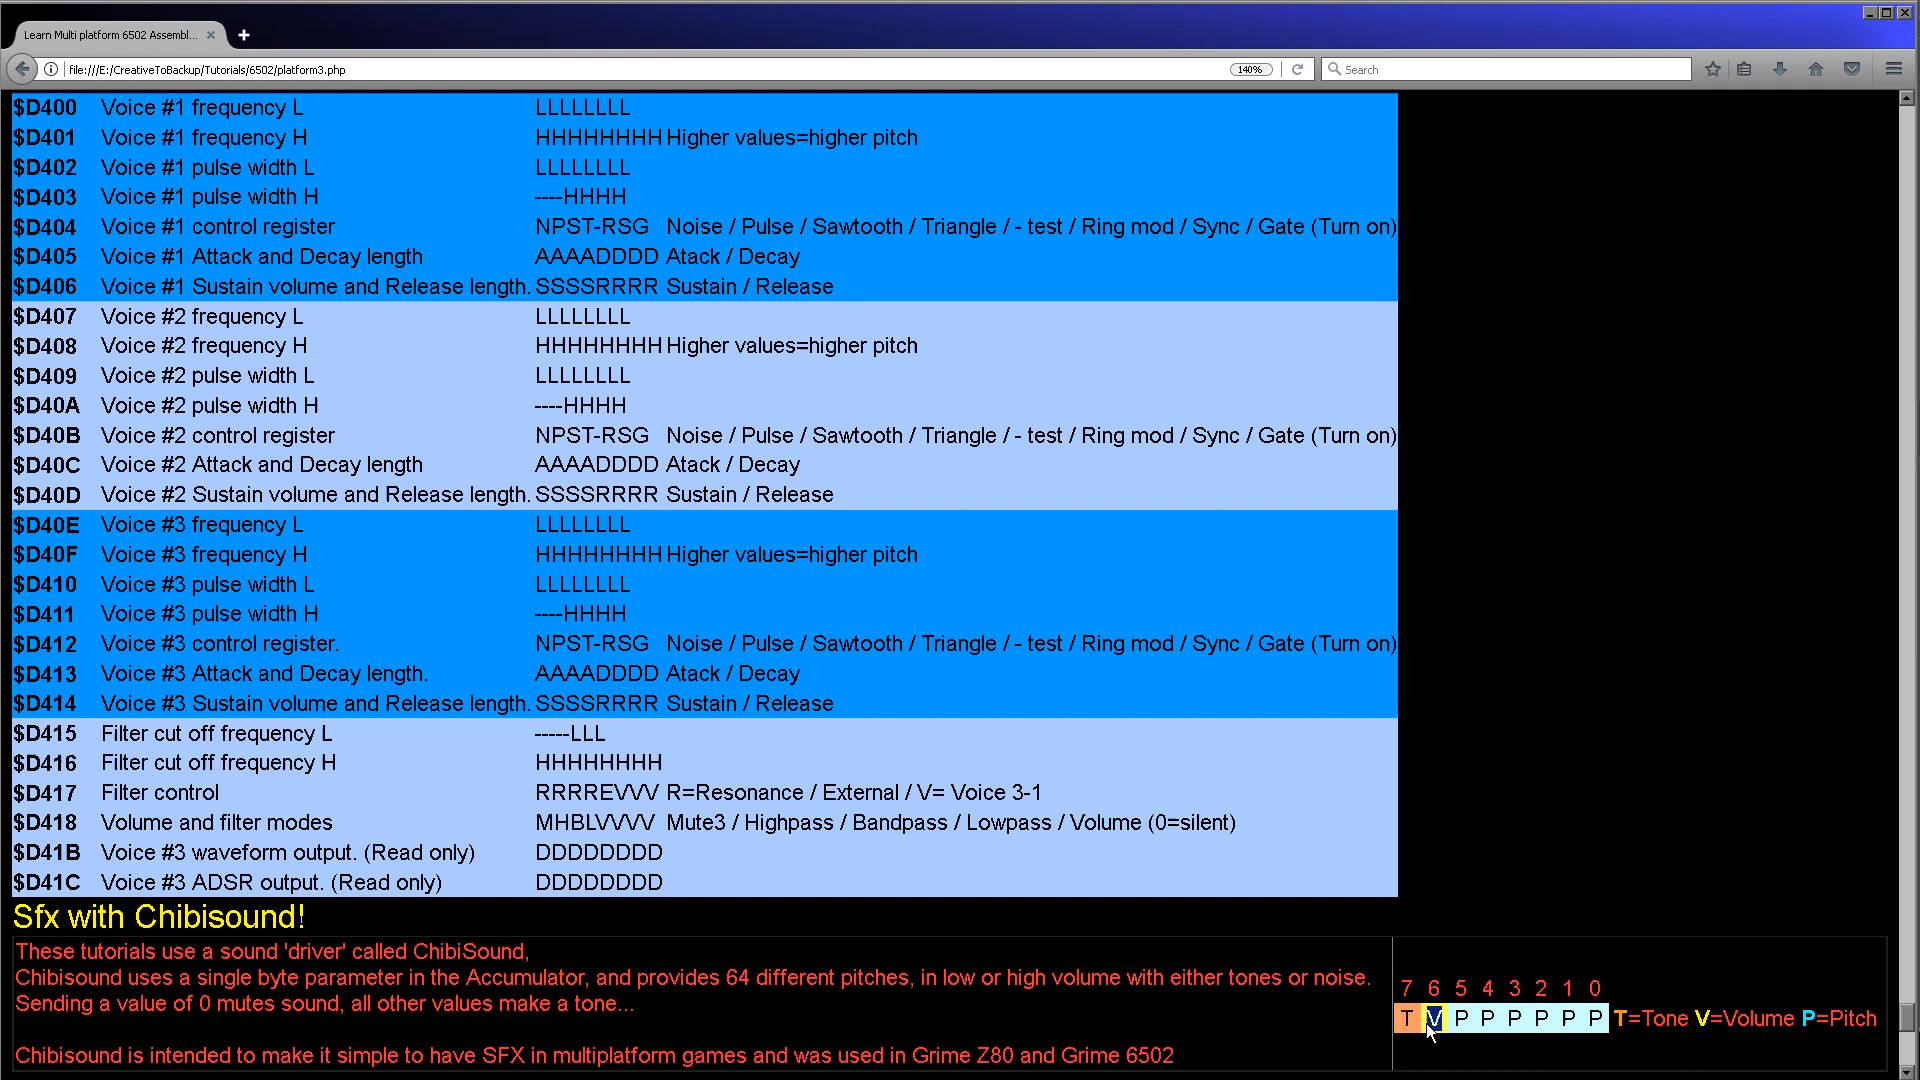 Learn Multi platform 6502 Assembl...
file:///E:/CreativeToBackup/Tutorials/6502/platform3.php 140% Search
$D400 Voice #1 frequency L LLLLLLLL
$D401 Voice #1 frequency H HHHHHHHH Higher values=higher pitch
$D402 Voice #1 pulse width L LLLLLLLL
$D403 Voice #1 pulse width H ----HHHH
$D404 Voice #1 control register NPST-RSG Noise / Pulse / Sawtooth / Triangle / - test / Ring mod / Sync / Gate (Turn on)
$D405 Voice #1 Attack and Decay length AAAADDDD Atack / Decay
$D406 Voice #1 Sustain volume and Release length. SSSSRRRR Sustain / Release
$D407 Voice #2 frequency L LLLLLLLL
$D408 Voice #2 frequency H HHHHHHHH Higher values=higher pitch
$D409 Voice #2 pulse width L LLLLLLLL
$D40A Voice #2 pulse width H ----HHHH
$D40B Voice #2 control register NPST-RSG Noise / Pulse / Sawtooth / Triangle / - test / Ring mod / Sync / Gate (Turn on)
$D40C Voice #2 Attack and Decay length AAAADDDD Atack / Decay
$D40D Voice #2 Sustain volume and Release length. SSSSRRRR Sustain / Release
$D40E Voice #3 frequency L LLLLLLLL
$D40F Voice #3 frequency H HHHHHHHH Higher values=higher pitch
$D410 Voice #3 pulse width L LLLLLLLL
$D411 Voice #3 pulse width H ----HHHH
$D412 Voice #3 control register. NPST-RSG Noise / Pulse / Sawtooth / Triangle / - test / Ring mod / Sync / Gate (Turn on)
$D413 Voice #3 Attack and Decay length. AAAADDDD Atack / Decay
$D414 Voice #3 Sustain volume and Release length. SSSSRRRR Sustain / Release
$D415 Filter cut off frequency L -----LLL
$D416 Filter cut off frequency H HHHHHHHH
$D417 Filter control RRRREVVV R=Resonance / External / V= Voice 3-1
$D418 Volume and filter modes MHBLVVVV Mute3 / Highpass / Bandpass / Lowpass / Volume (0=silent)
$D41B Voice #3 waveform output. (Read only) DDDDDDDD
$D41C Voice #3 ADSR output. (Read only) DDDDDDDD
Sfx with Chibisound!
These tutorials use a sound 'driver' called ChibiSound,
Chibisound uses a single byte parameter in the Accumulator, and provides 64 different pitches, in low or high volume with either tones or noise.
Sending a value of 0 mutes sound, all other values make a tone...
Chibisound is intended to make it simple to have SFX in multiplatform games and was used in Grime Z80 and Grime 6502
7 6 5 4 3 2 1 0
T V P P P P P P T=Tone V=Volume P=Pitch